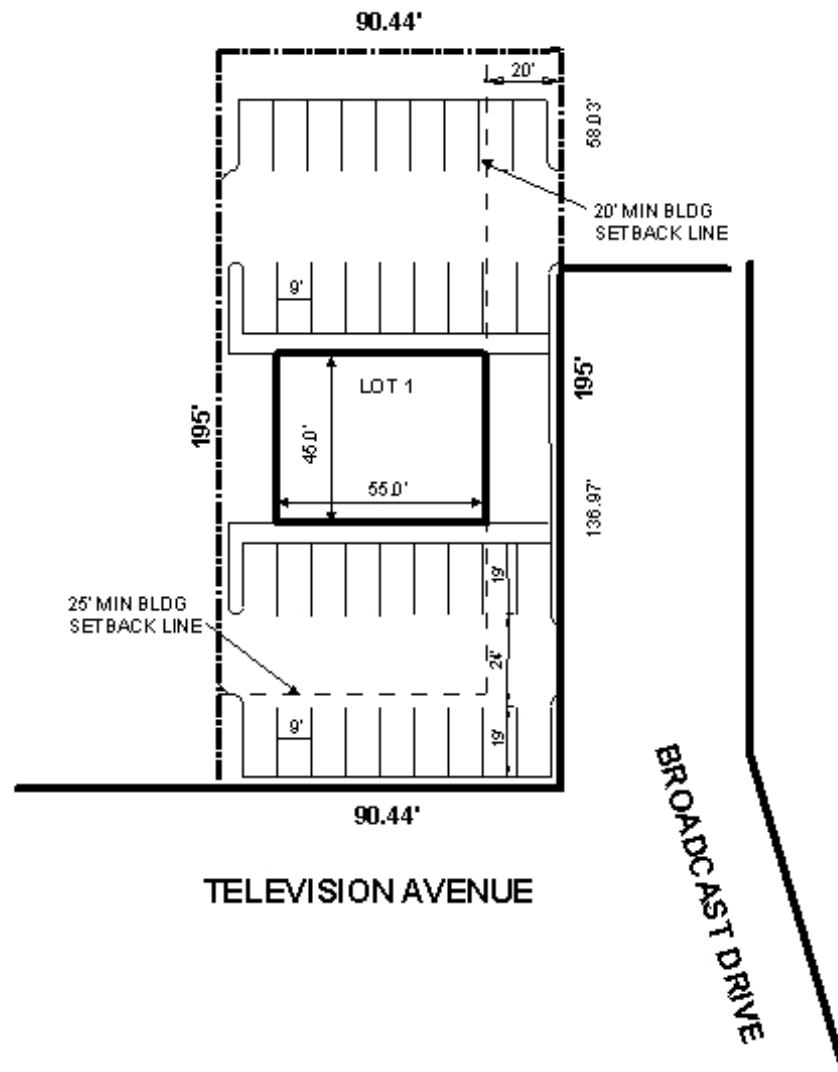 90.44'
20'
58.03'
20' MIN BLDG
SETBACK LINE
9'
LOT 1
195'
195'
45.0'
55.0'
136.97'
19'
25' MIN BLDG
SETBACK LINE
24'
9'
19'
90.44'
TELEVISION AVENUE
BROADCAST DRIVE